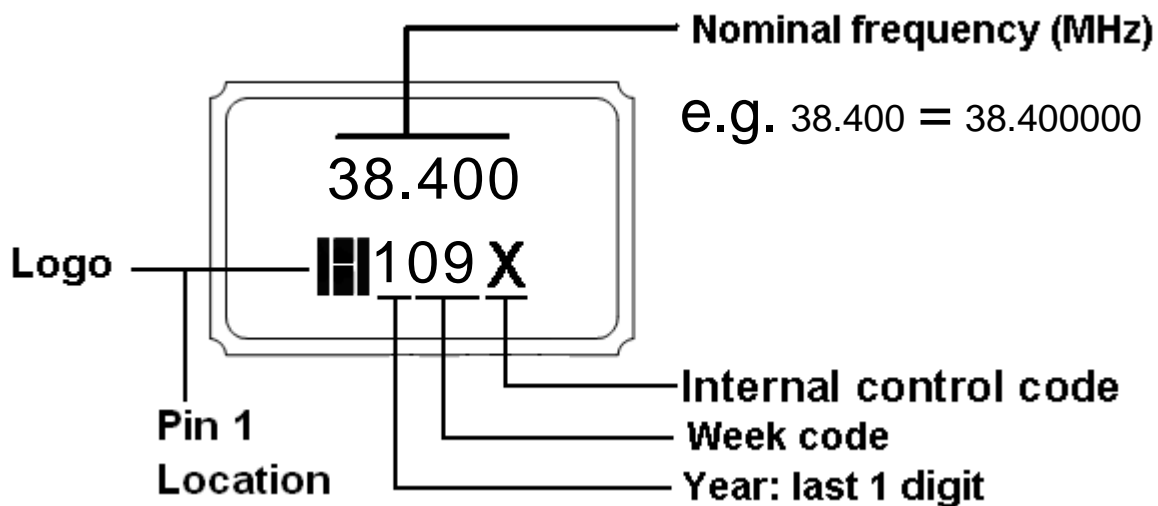 Nominal frequency (MHz)
e.g. 38.400 = 38.400000
38.400
Logo
109 X
Internal control code
Pin 1
Location
Week code
Year: last 1 digit